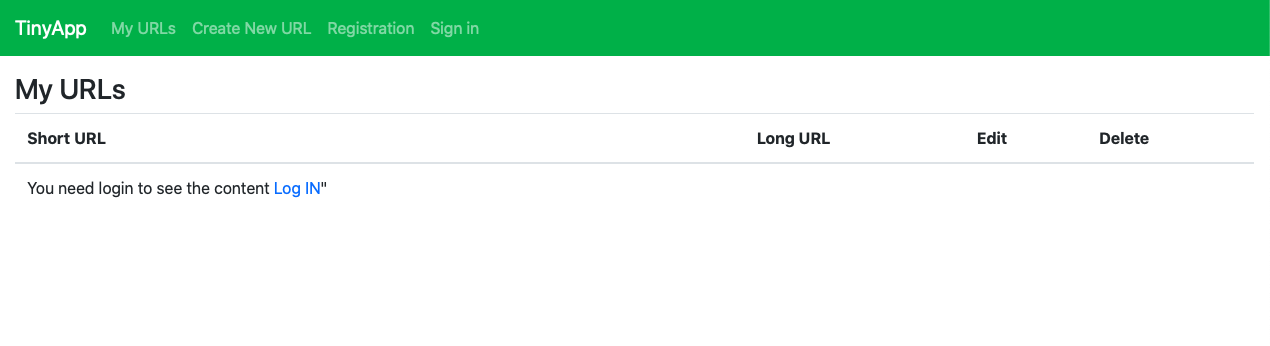 TinyApp My URLs Create New URL Registration Sign in
My URLs
Short URL Long URL Edit Delete
You need login to see the content Log IN"